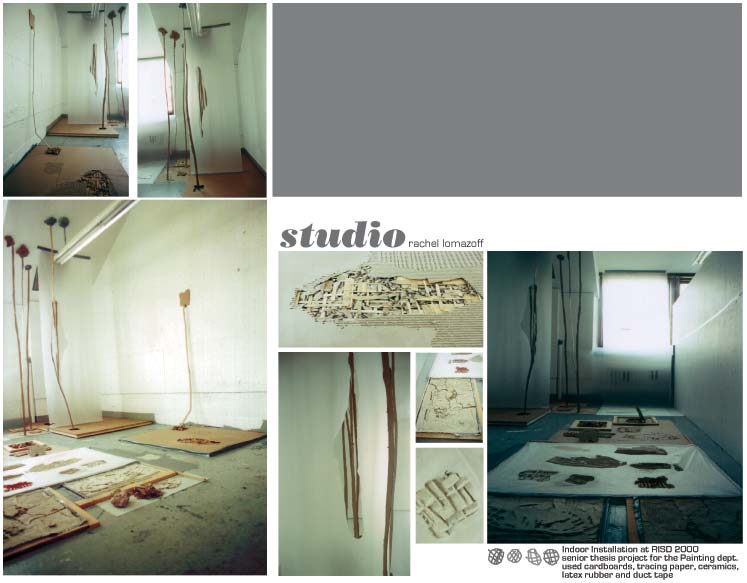 studio rachel lomazoff
Indoor Installation at RISD 2000
senior thesis project for the Painting dept.
used cardboards, tracing paper, ceramics,
latex rubber and duct tape